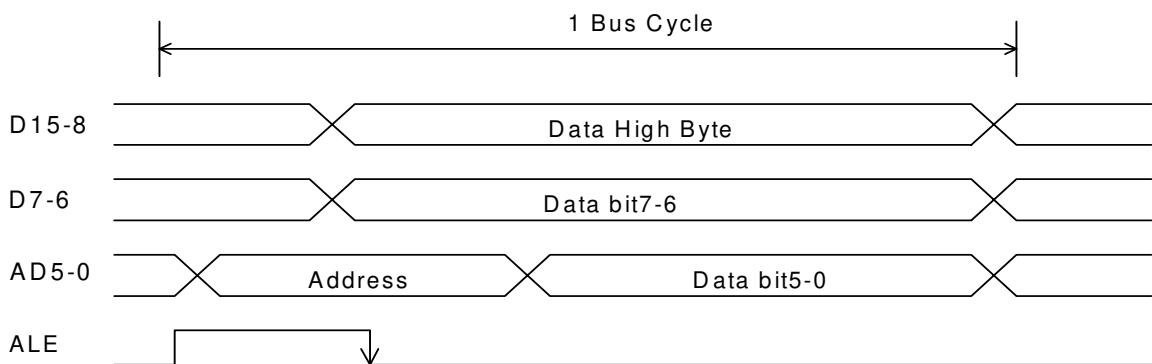 1 Bus Cycle
D15-8
Data High Byte
D7-6
Data bit7-6
AD5-0
Address
Data bit5-0
ALE